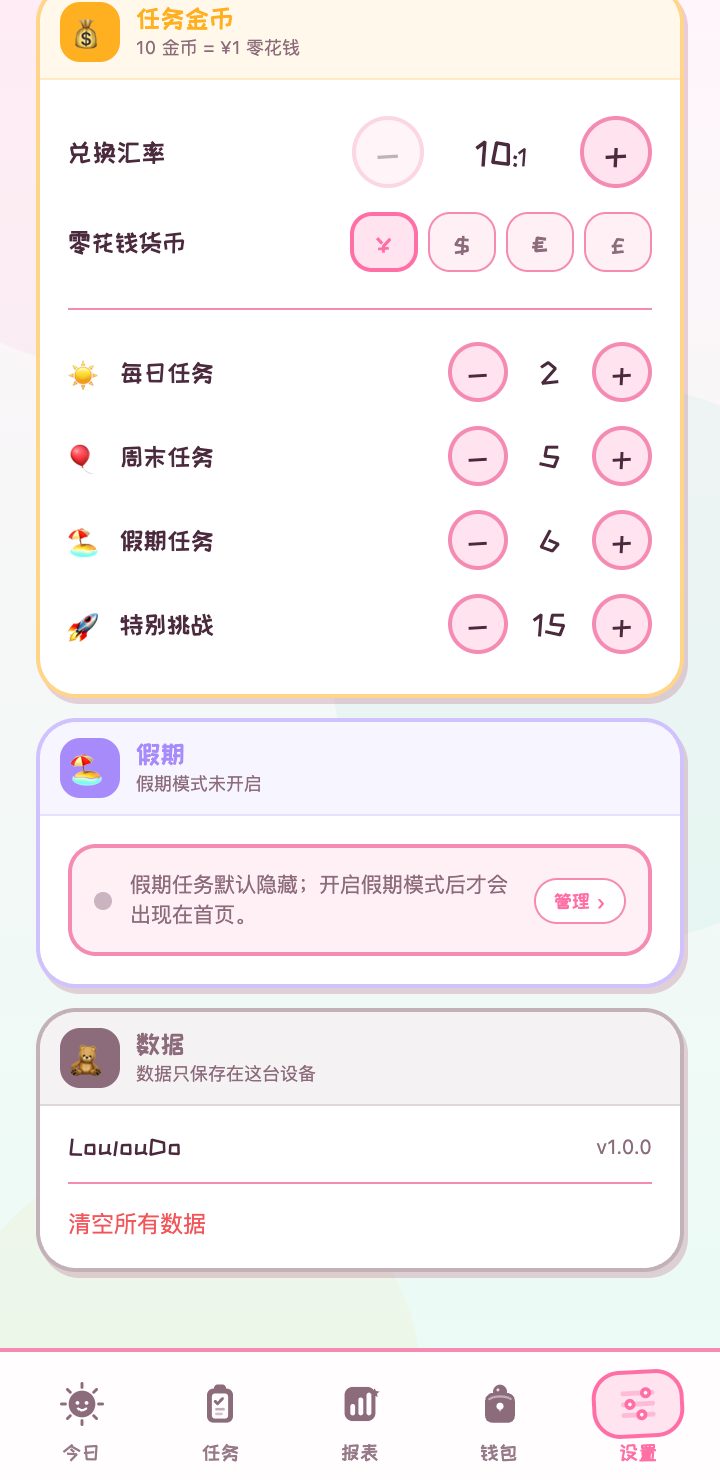 任务金币
10 金币 = ¥1 零花钱
兑换汇率
− 10:1 +
零花钱货币
¥ $ € £
每日任务 − 2 +
周末任务 − 5 +
假期任务 − 6 +
特别挑战 − 15 +
假期
假期模式未开启
假期任务默认隐藏；开启假期模式后才会
出现在首页。
管理 ›
数据
数据只保存在这台设备
LoulouDo v1.0.0
清空所有数据
今日 任务 报表 钱包 设置